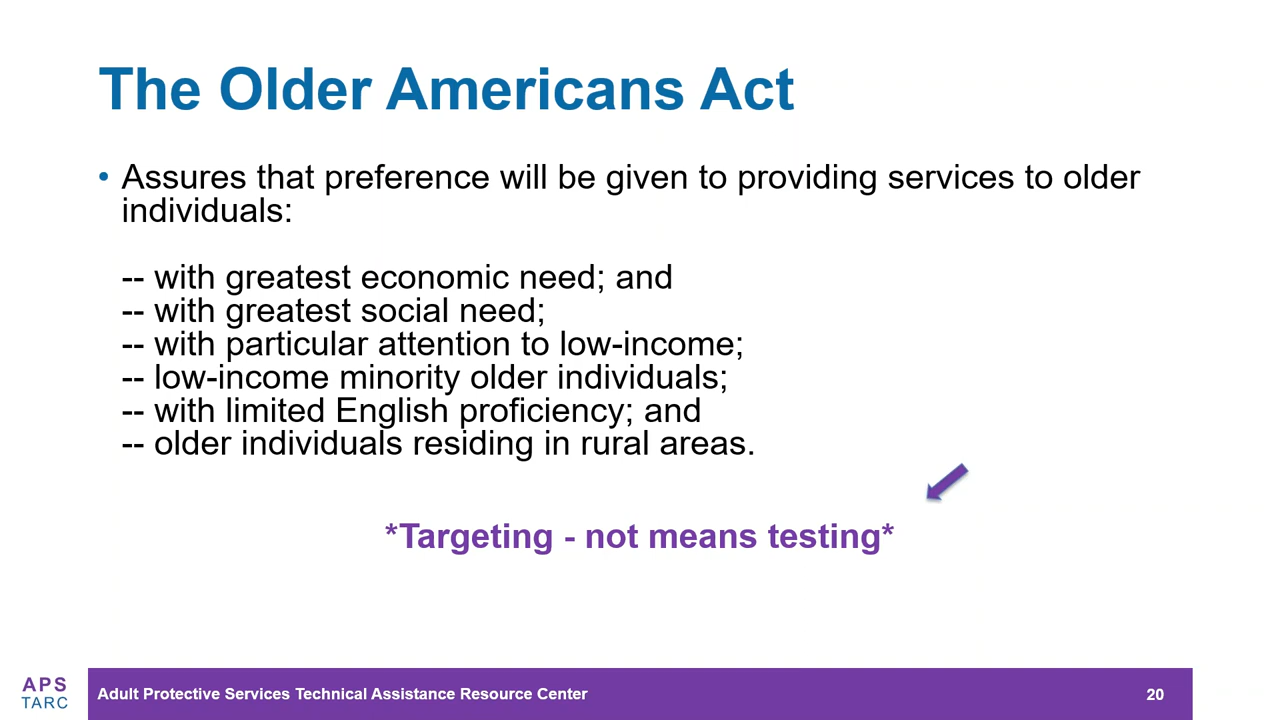 The Older Americans Act
• Assures that preference will be given to providing services to older
individuals:
-- with greatest economic need; and
-- with greatest social need;
-- with particular attention to low-income;
-- low-income minority older individuals;
-- with limited English proficiency; and
-- older individuals residing in rural areas.
*Targeting - not means testing*
APS
TARC
Adult Protective Services Technical Assistance Resource Center
20